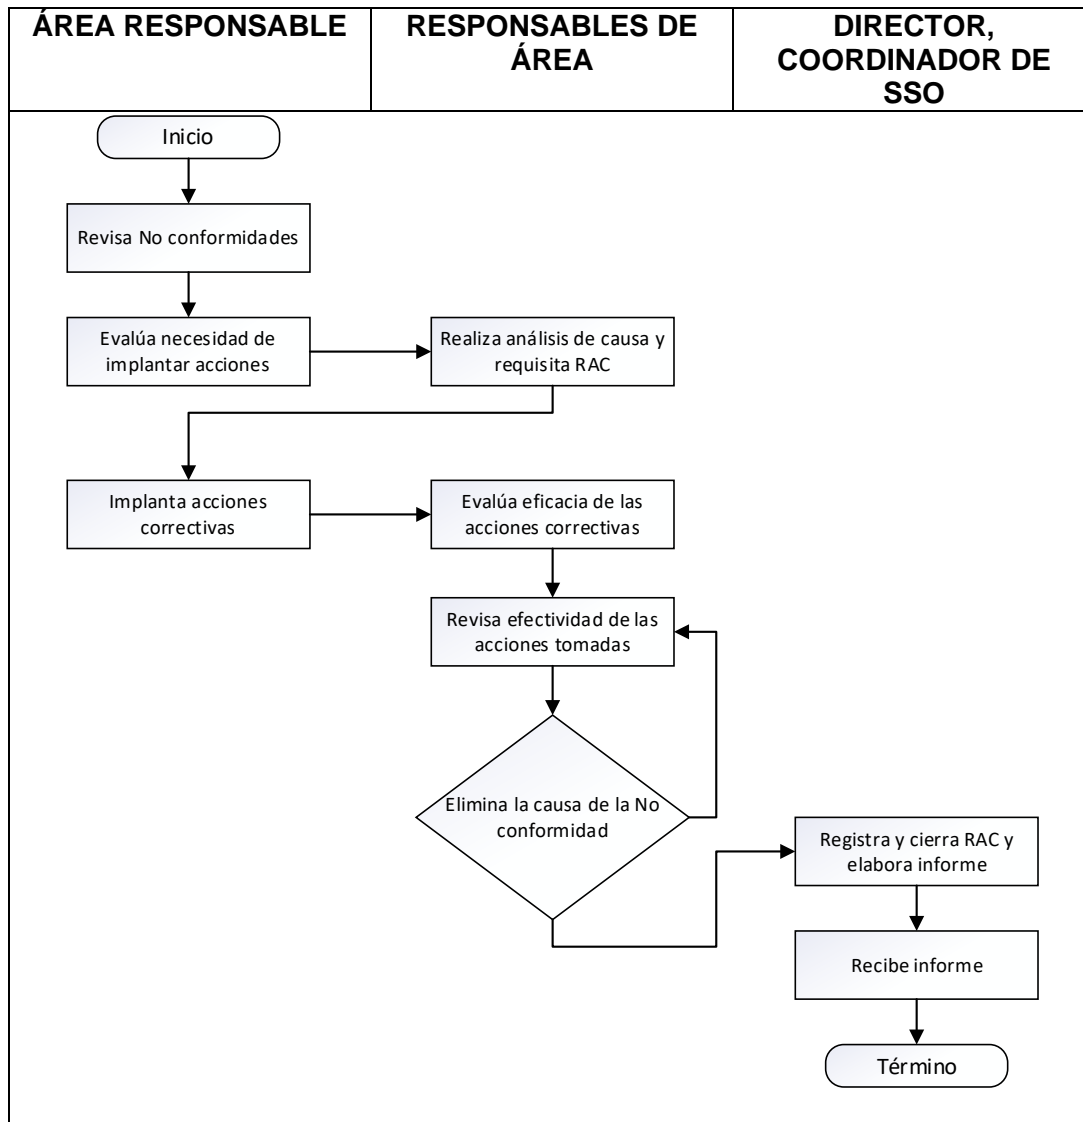 ÁREA RESPONSABLE
RESPONSABLES DE
ÁREA
DIRECTOR,
COORDINADOR DE
SSO
Inicio
Revisa No conformidades
Evalúa necesidad de
implantar acciones
Realiza análisis de causa y
requisita RAC
Implanta acciones
correctivas
Evalúa eficacia de las
acciones correctivas
Revisa efectividad de las
acciones tomadas
Elimina la causa de la No
conformidad
Registra y cierra RAC y
elabora informe
Recibe informe
Término